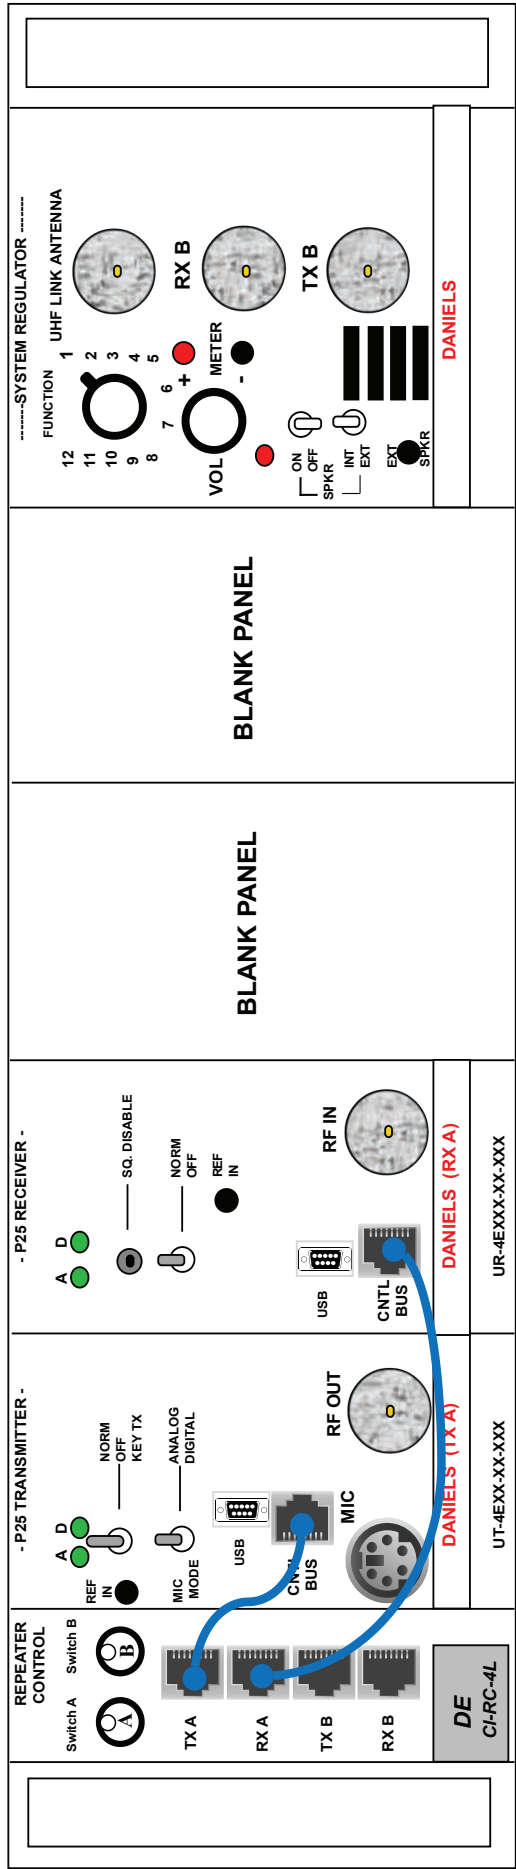 REPEATER
CONTROL
Switch A
Switch B
A
B
TX A
RX A
TX B
RX B
DE
CI-RC-4L
- P25 TRANSMITTER -
A
D
REF
IN
NORM
OFF
KEY TX
MIC
MODE
ANALOG
DIGITAL
USB
CNTL
BUS
MIC
RF OUT
DANIELS (TX A)
UT-4EXX-XX-XXX
- P25 RECEIVER -
A
D
SQ. DISABLE
NORM
OFF
REF
IN
USB
CNTL
BUS
RF IN
DANIELS (RX A)
UR-4EXXX-XX-XXX
BLANK PANEL
BLANK PANEL
-------SYSTEM REGULATOR -------
FUNCTION
UHF LINK ANTENNA
12
11
10
9
8
7
6
5
4
3
2
1
VOL
+
METER
-
RX B
ON
OFF
SPKR
INT
EXT
EXT
SPKR
TX B
DANIELS